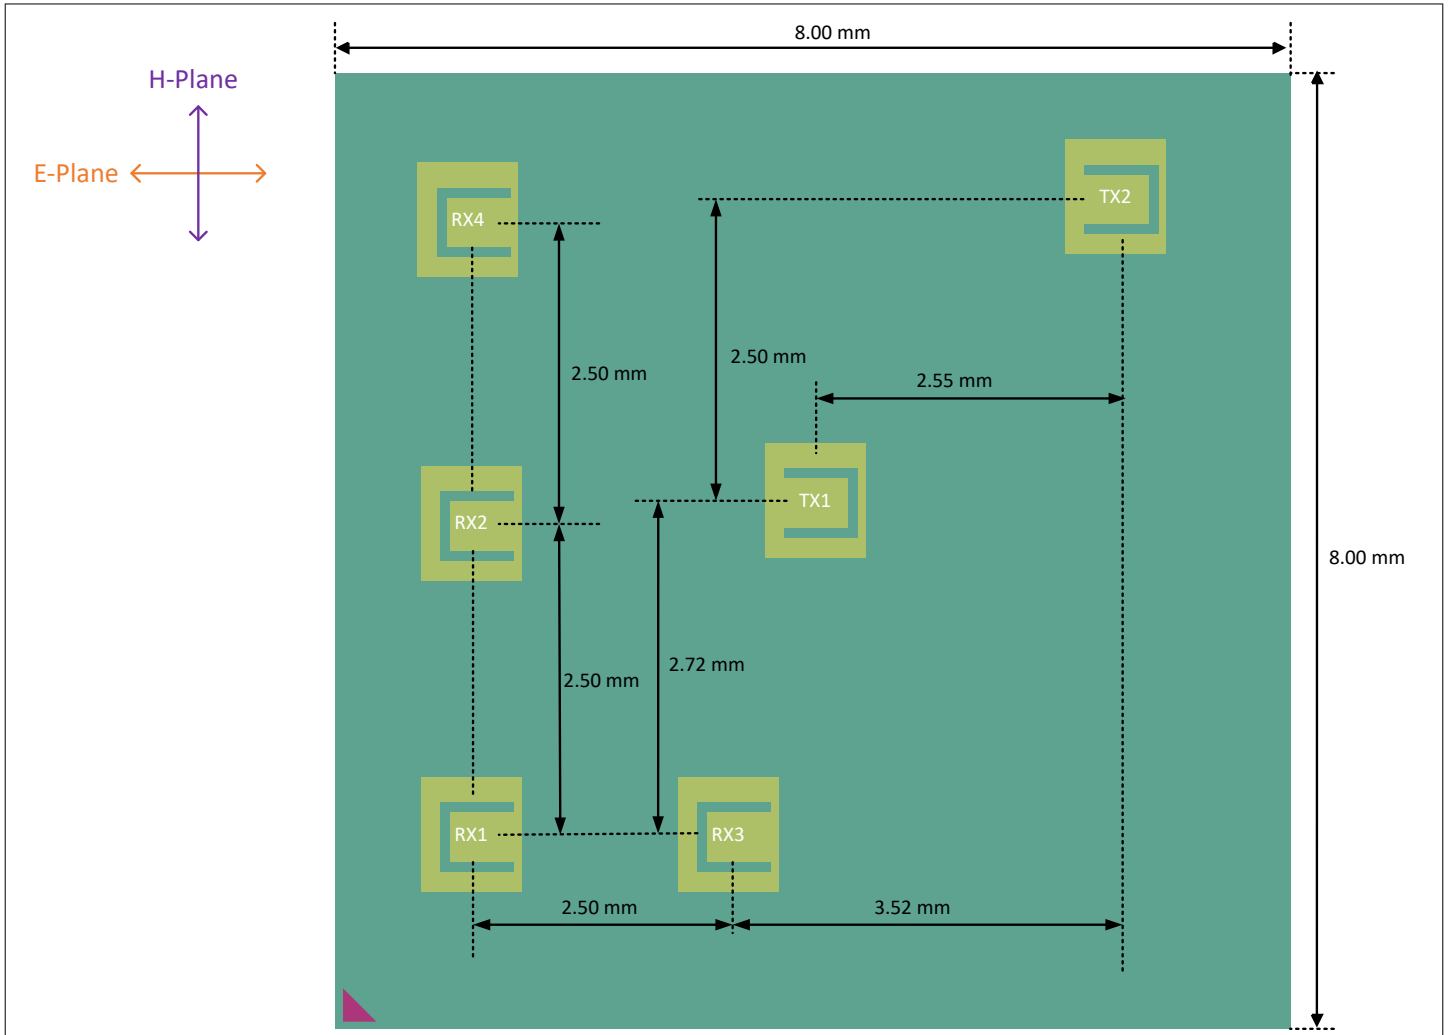 8.00 mm
H-Plane
E-Plane
TX2
RX4
2.50 mm
2.50 mm
2.55 mm
TX1
RX2
8.00 mm
2.72 mm
2.50 mm
RX1
RX3
2.50 mm
3.52 mm